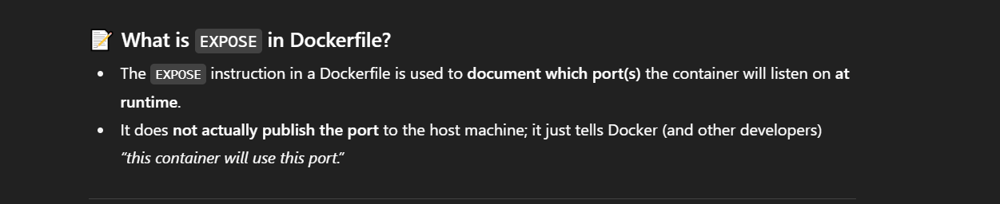 📝 What is EXPOSE in Dockerfile?
• The EXPOSE instruction in a Dockerfile is used to document which port(s) the container will listen on at
runtime.
• It does not actually publish the port to the host machine; it just tells Docker (and other developers)
“this container will use this port.”